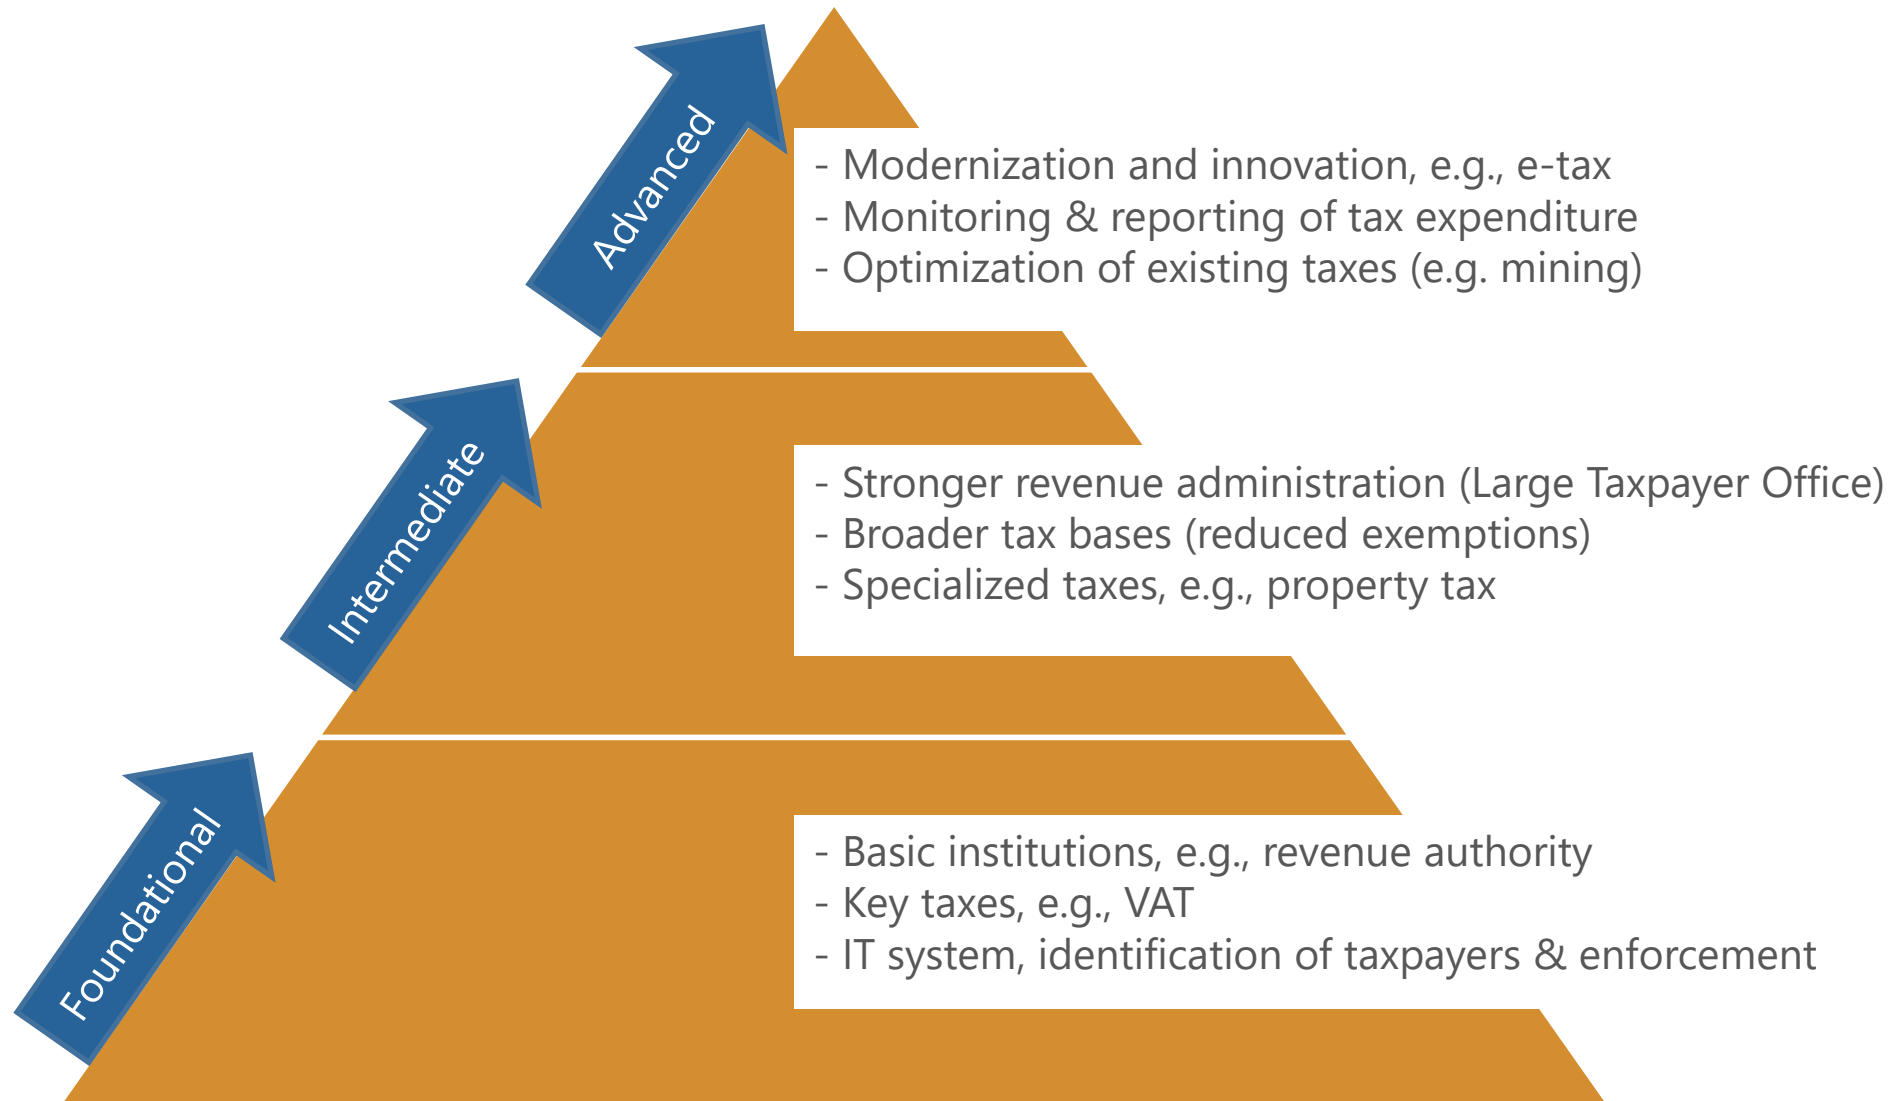 Advanced
- Modernization and innovation, e.g., e-tax
- Monitoring & reporting of tax expenditure
- Optimization of existing taxes (e.g. mining)
Intermediate
- Stronger revenue administration (Large Taxpayer Office)
- Broader tax bases (reduced exemptions)
- Specialized taxes, e.g., property tax
Foundational
- Basic institutions, e.g., revenue authority
- Key taxes, e.g., VAT
- IT system, identification of taxpayers & enforcement